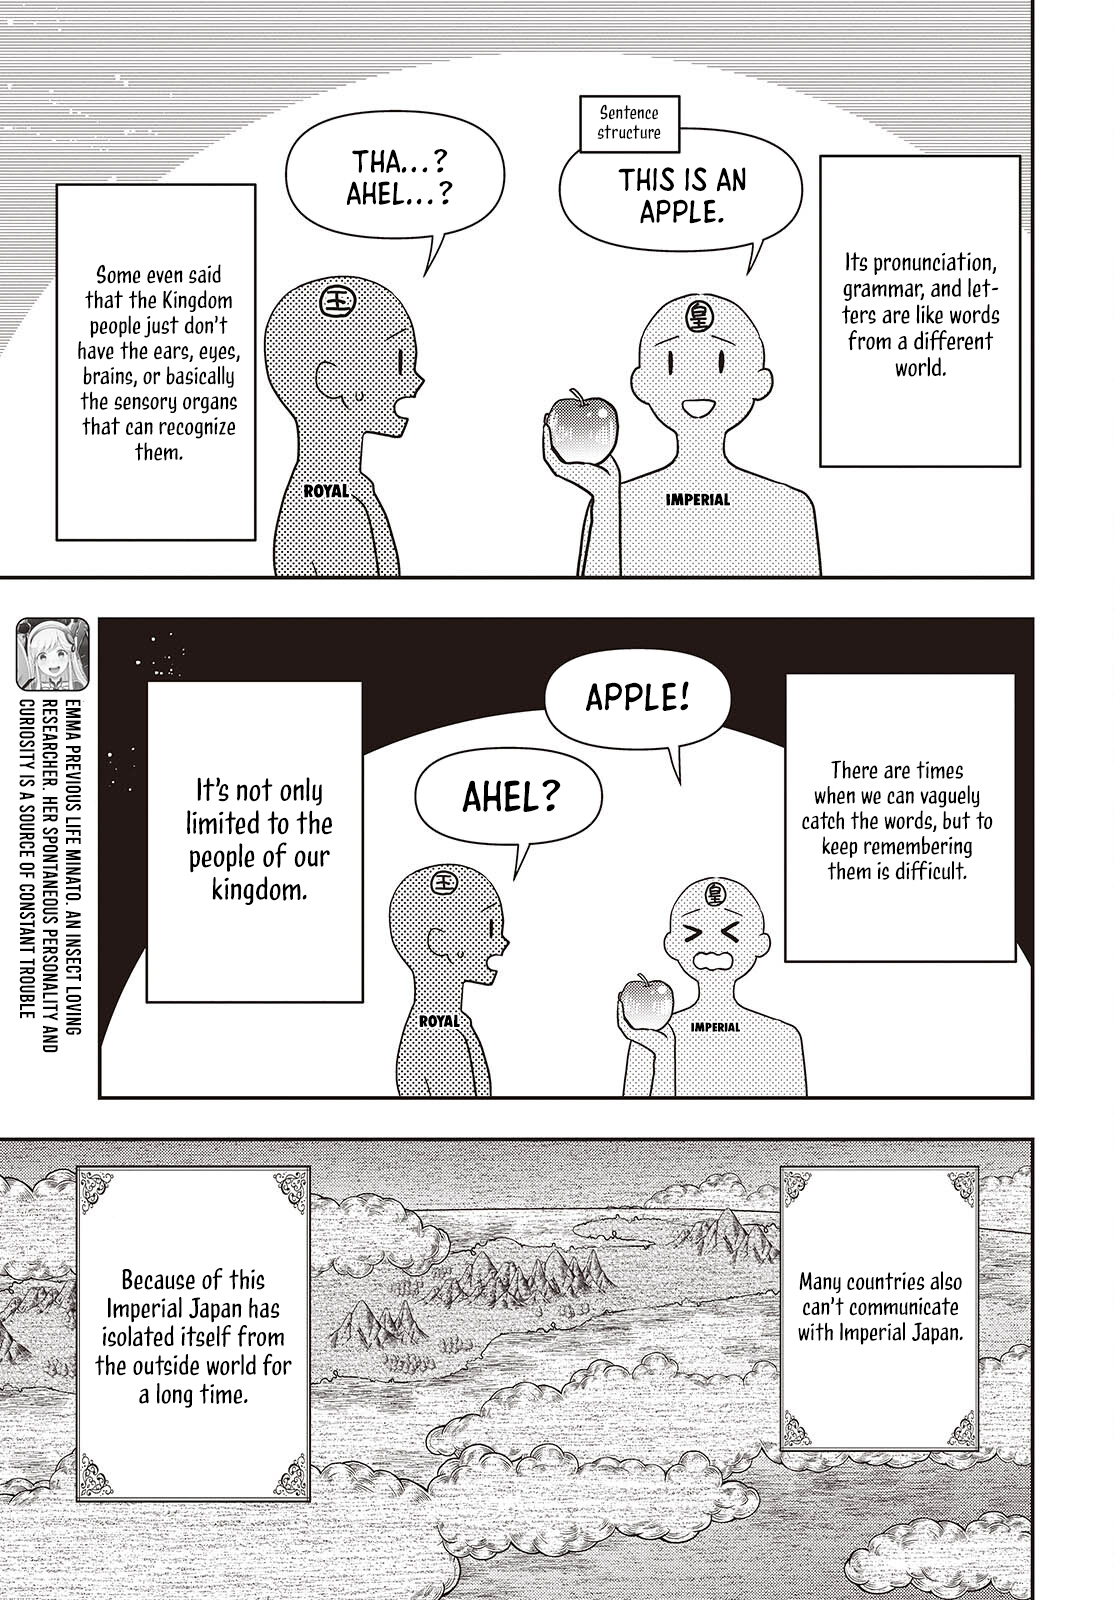 Its pronunciation,
grammar, and let-
ters are like words
from a different
world.
Sentence
structure
THIS IS AN
APPLE.
THA...?
AHEL...?
皇
IMPERIAL
王
ROYAL
Some even said
that the Kingdom
people just don't
have the ears, eyes,
brains, or basically
the sensory organs
that can recognize
them.
There are times
when we can vaguely
catch the words, but to
keep remembering
them is difficult.
APPLE!
AHEL?
皇
IMPERIAL
王
ROYAL
It's not only
limited to the
people of our
kingdom.
EMMA PREVIOUS LIFE MINATO. AN INSECT LOVING
RESEARCHER. HER SPONTANEOUS PERSONALITY AND
CURIOSITY IS A SOURCE OF CONSTANT TROUBLE
Many countries also
can't communicate
with Imperial Japan.
Because of this
Imperial Japan has
isolated itself from
the outside world for
a long time.